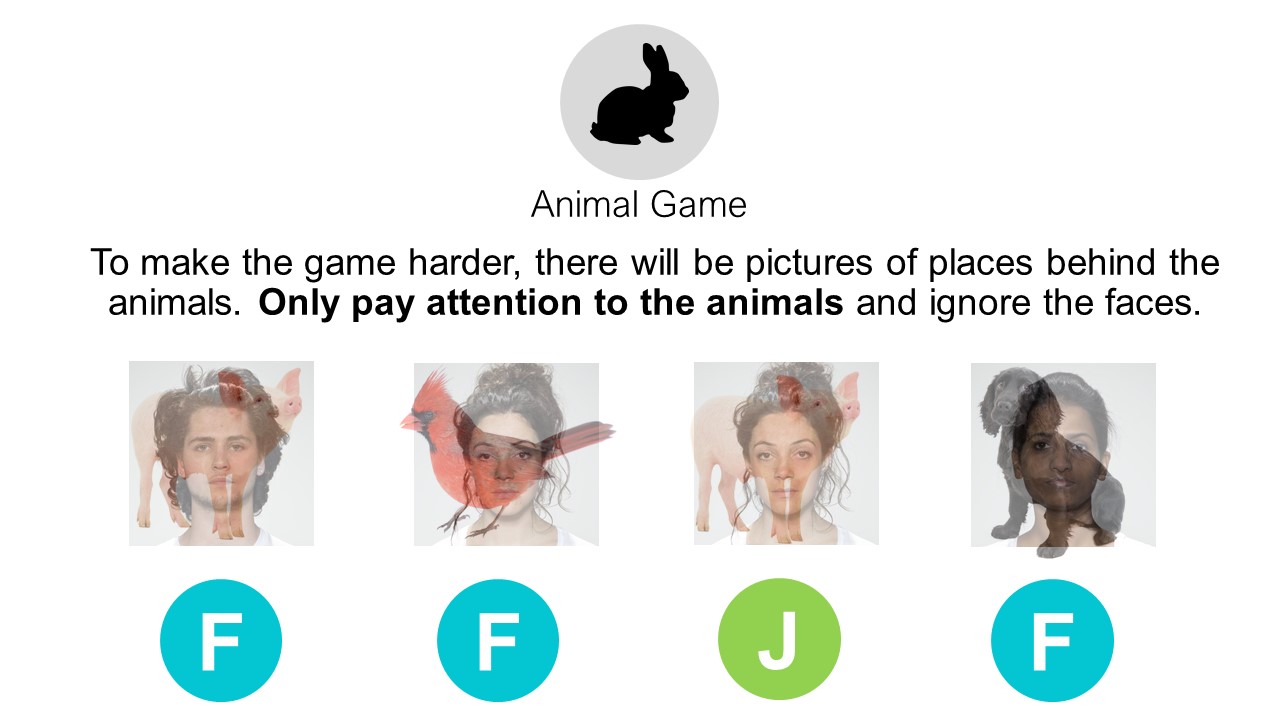 Animal Game
To make the game harder, there will be pictures of places behind the
animals. Only pay attention to the animals and ignore the faces.
F F J F